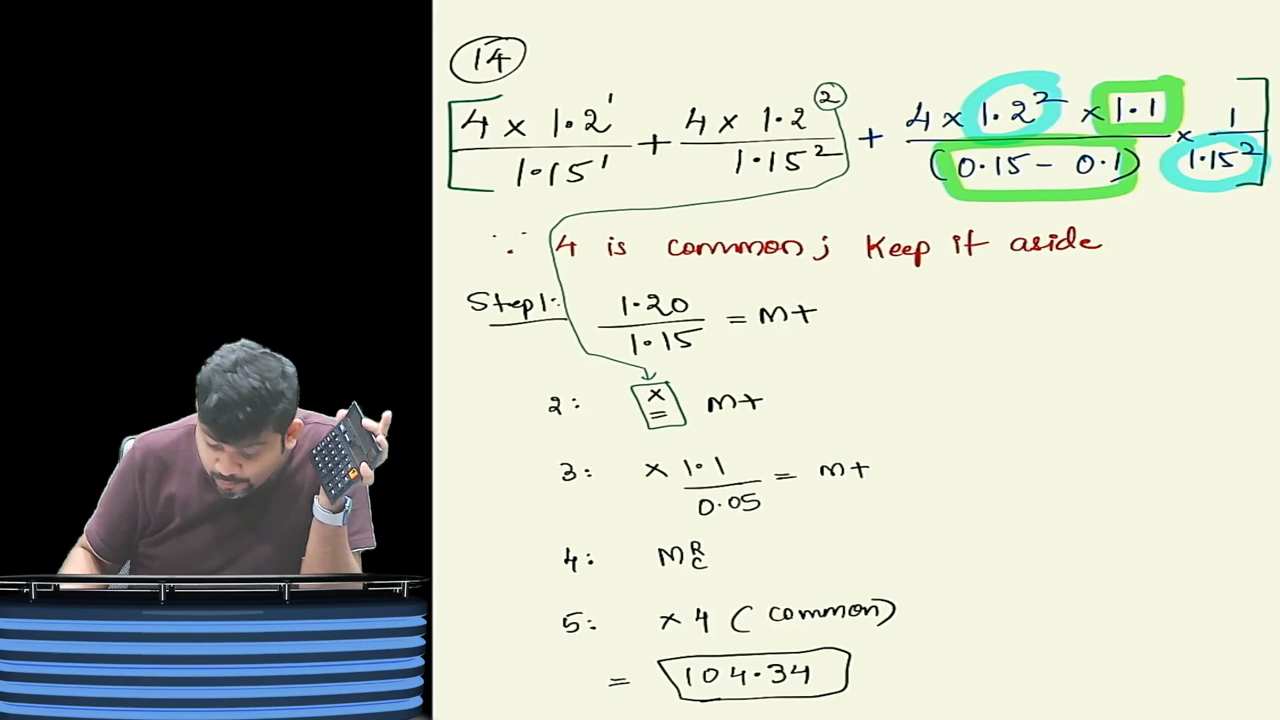 14
[ 4 × 1.2¹ / 1.15¹ + 4 × 1.2² / 1.15² + 4 × 1.2² × 1.1 / (0.15 - 0.1) × 1 / 1.15² ]
∵ 4 is common; Keep it aside
Step1: 1.20 / 1.15 = m+
2: × = m+
3: × 1.1 / 0.05 = m+
4: MRC
5: × 4 (common)
= 104.34